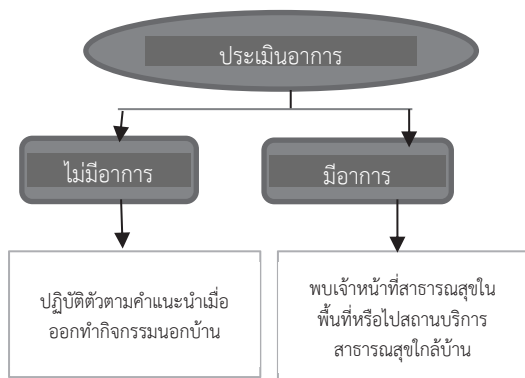 ประเมินอาการ
ไม่มีอาการ
มีอาการ
ปฏิบัติตัวตามคำแนะนำเมื่อ
ออกทำกิจกรรมนอกบ้าน
พบเจ้าหน้าที่สาธารณสุขใน
พื้นที่หรือไปสถานบริการ
สาธารณสุขใกล้บ้าน